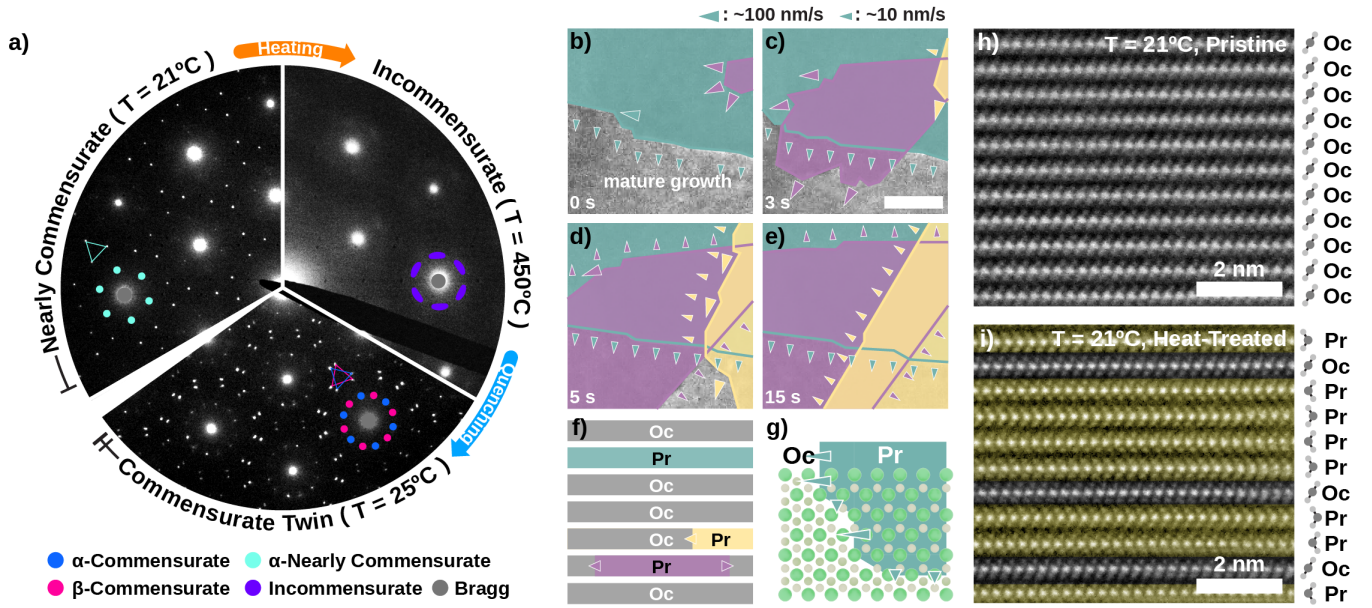 : ~100 nm/s
: ~10 nm/s
a)
Nearly Commensurate ( T = 21ºC )
Heating
Incommensurate ( T = 450ºC )
Quenching
Commensurate Twin ( T = 25ºC )
α-Commensurate
α-Nearly Commensurate
β-Commensurate
Incommensurate
Bragg
b)
mature growth
0 s
c)
3 s
d)
5 s
e)
15 s
f)
Oc
Pr
Oc
Oc
Oc
Pr
Pr
Oc
g)
Oc
Pr
h)
T = 21ºC, Pristine
2 nm
Oc
Oc
Oc
Oc
Oc
Oc
Oc
Oc
Oc
Oc
Oc
i)
T = 21ºC, Heat-Treated
2 nm
Pr
Oc
Pr
Pr
Pr
Pr
Oc
Pr
Pr
Oc
Pr